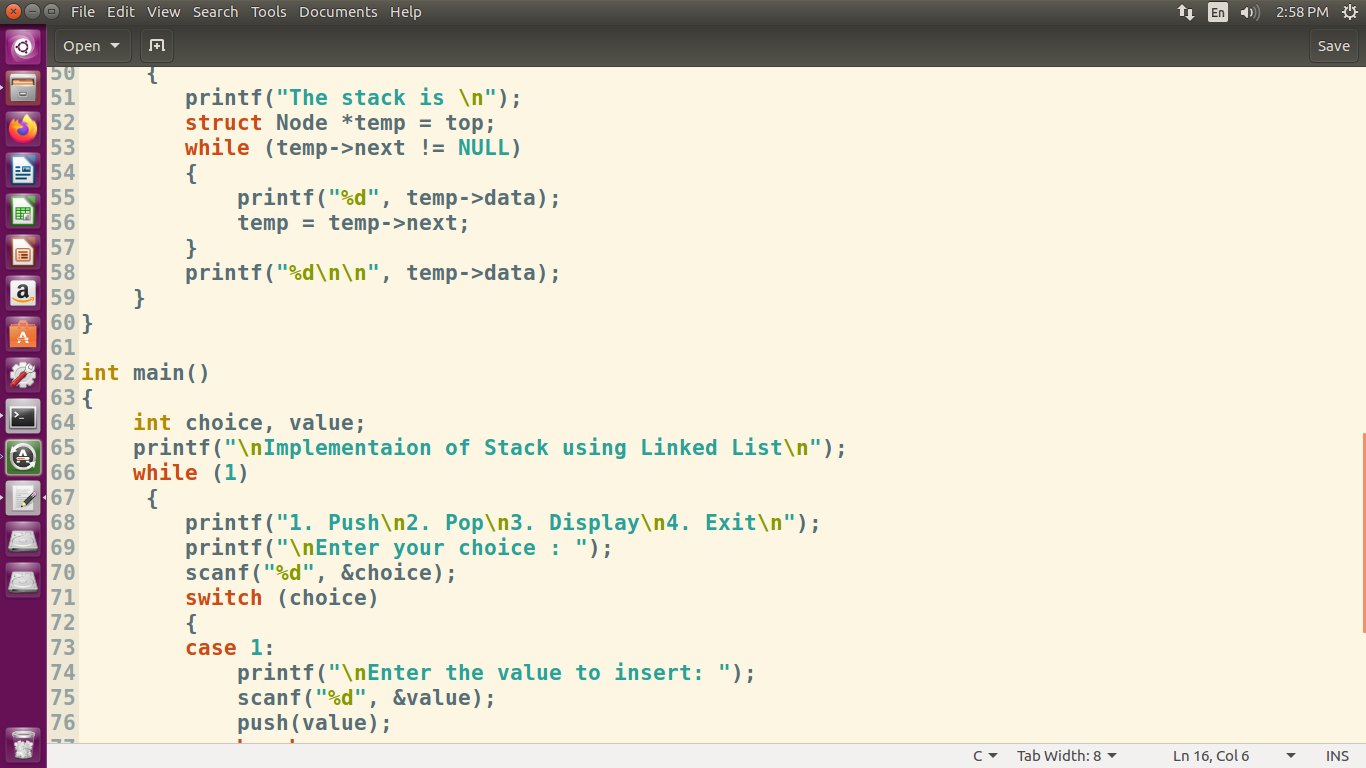 File Edit View Search Tools Documents Help En 2:58 PM
Open Save
50 {
51 printf("The stack is \n");
52 struct Node *temp = top;
53 while (temp->next != NULL)
54 {
55 printf("%d", temp->data);
56 temp = temp->next;
57 }
58 printf("%d\n\n", temp->data);
59 }
60 }
61
62 int main()
63 {
64 int choice, value;
65 printf("\nImplementaion of Stack using Linked List\n");
66 while (1)
67 {
68 printf("1. Push\n2. Pop\n3. Display\n4. Exit\n");
69 printf("\nEnter your choice : ");
70 scanf("%d", &choice);
71 switch (choice)
72 {
73 case 1:
74 printf("\nEnter the value to insert: ");
75 scanf("%d", &value);
76 push(value);
C Tab Width: 8 Ln 16, Col 6 INS